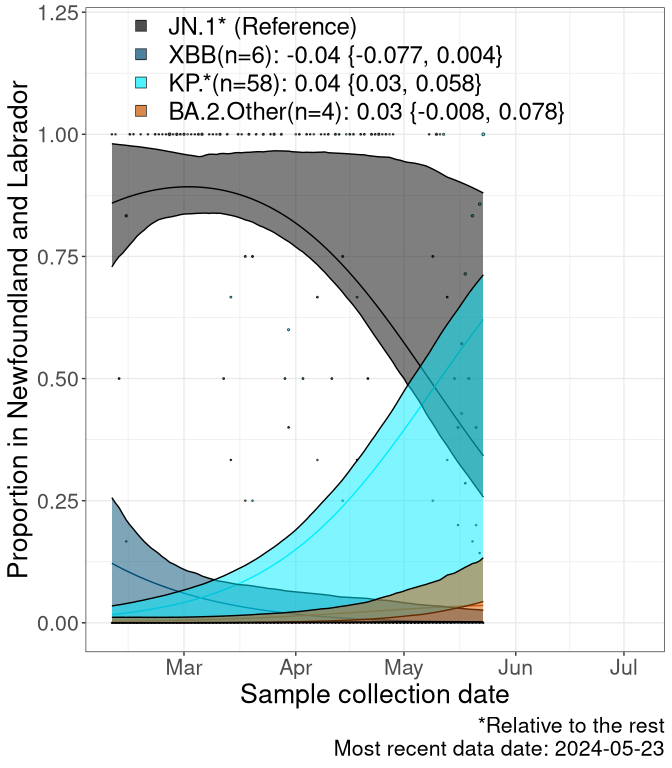 JN.1* (Reference)
XBB(n=6): -0.04 {-0.077, 0.004}
KP.*(n=58): 0.04 {0.03, 0.058}
BA.2.Other(n=4): 0.03 {-0.008, 0.078}
Proportion in Newfoundland and Labrador
1.25
1.00
0.75
0.50
0.25
0.00
Mar Apr May Jun Jul
Sample collection date
*Relative to the rest
Most recent data date: 2024-05-23